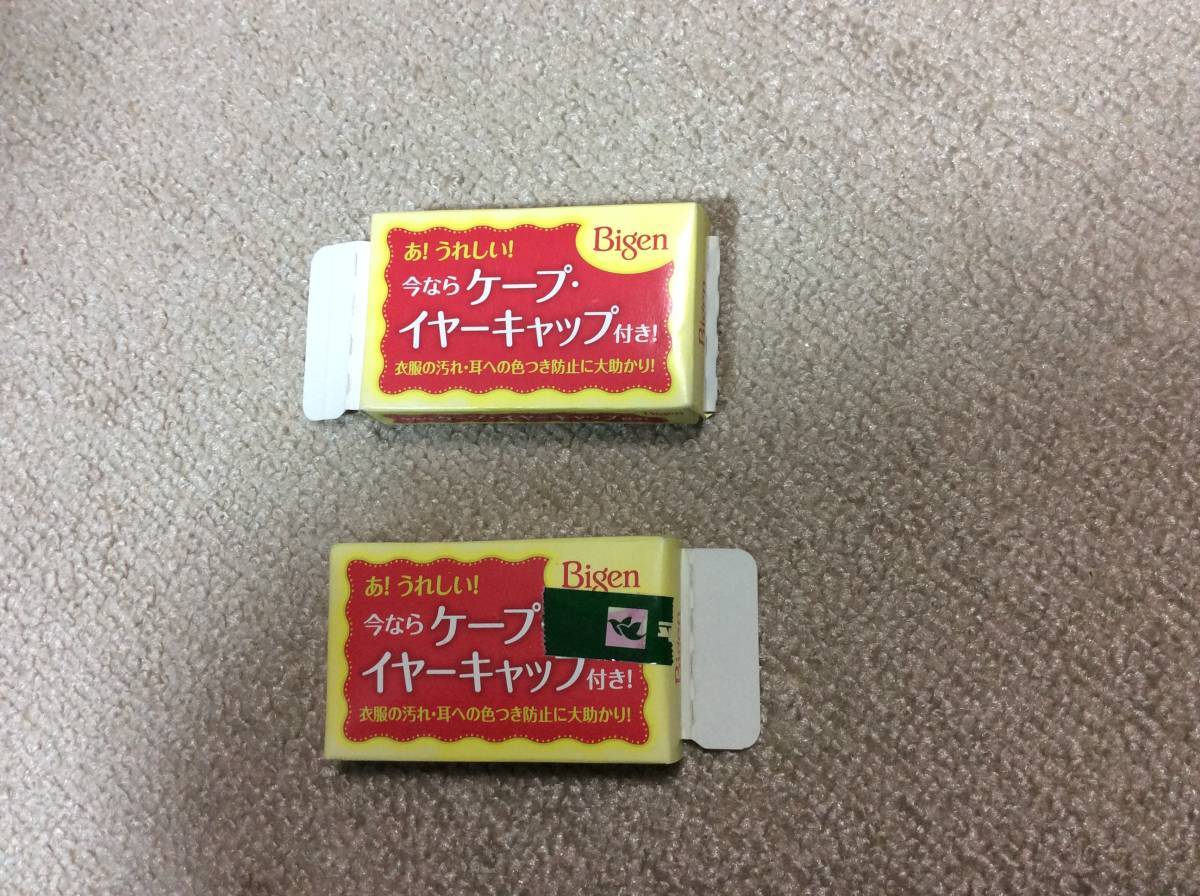 Bigen
あ! うれしい!
今なら ケープ・
イヤーキャップ付き!
衣服の汚れ・耳への色つき防止に大助かり!
Bigen
あ! うれしい!
今なら ケープ
イヤーキャップ付き!
衣服の汚れ・耳への色つき防止に大助かり!